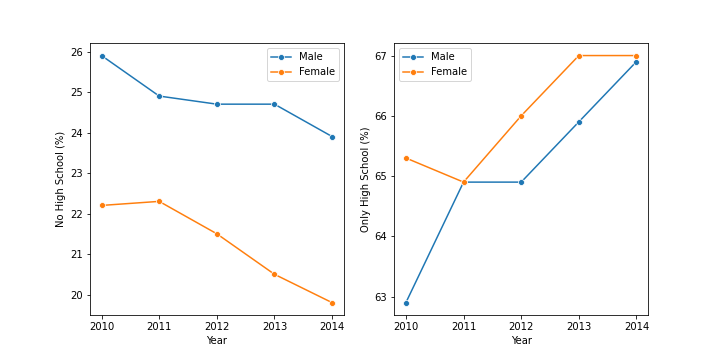 Male
Female
26
25
24
23
22
21
20
No High School (%)
2010 2011 2012 2013 2014
Year
Male
Female
67
66
65
64
63
Only High School (%)
2010 2011 2012 2013 2014
Year